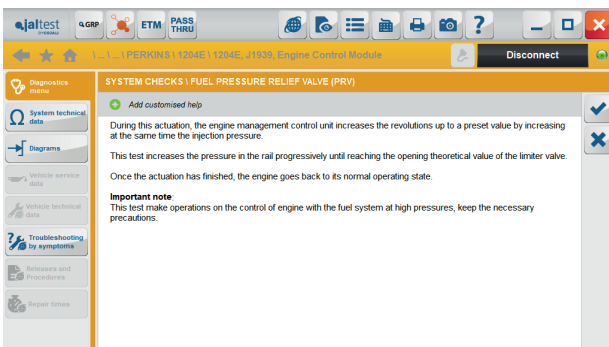 ajaltest
BY COJALI
GRP
ETM
PASS
THRU
?
\ ... \ ... \ PERKINS \ 1204E \ 1204E, J1939, Engine Control Module
Disconnect
Diagnostics
menu
SYSTEM CHECKS \ FUEL PRESSURE RELIEF VALVE (PRV)
Add customised help
System technical
data
Diagrams
Vehicle service
data
Vehicle technical
data
Troubleshooting
by symptoms
Releases and
Procedures
Repair times
During this actuation, the engine management control unit increases the revolutions up to a preset value by increasing
at the same time the injection pressure.
This test increases the pressure in the rail progressively until reaching the opening theoretical value of the limiter valve.
Once the actuation has finished, the engine goes back to its normal operating state.
Important note:
This test make operations on the control of engine with the fuel system at high pressures, keep the necessary
precautions.